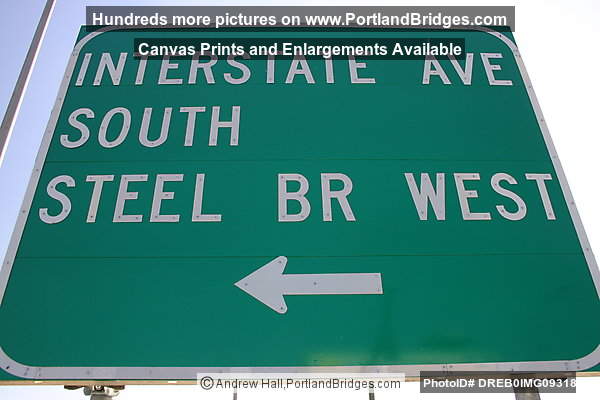 Hundreds more pictures on www.PortlandBridges.com
Canvas Prints and Enlargements Available
INTERSTATE AVE
SOUTH
STEEL BR WEST
©Andrew Hall,PortlandBridges.com
PhotoID# DREB0IMG09318